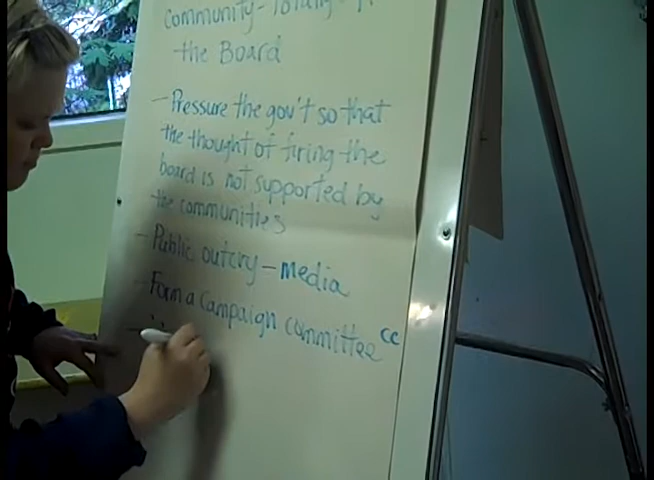 community -
the Board
- Pressure the gov't so that
the thought of firing the
board is not supported by
the communities
- Public outcry - media
- Form a Campaign committee CC
-